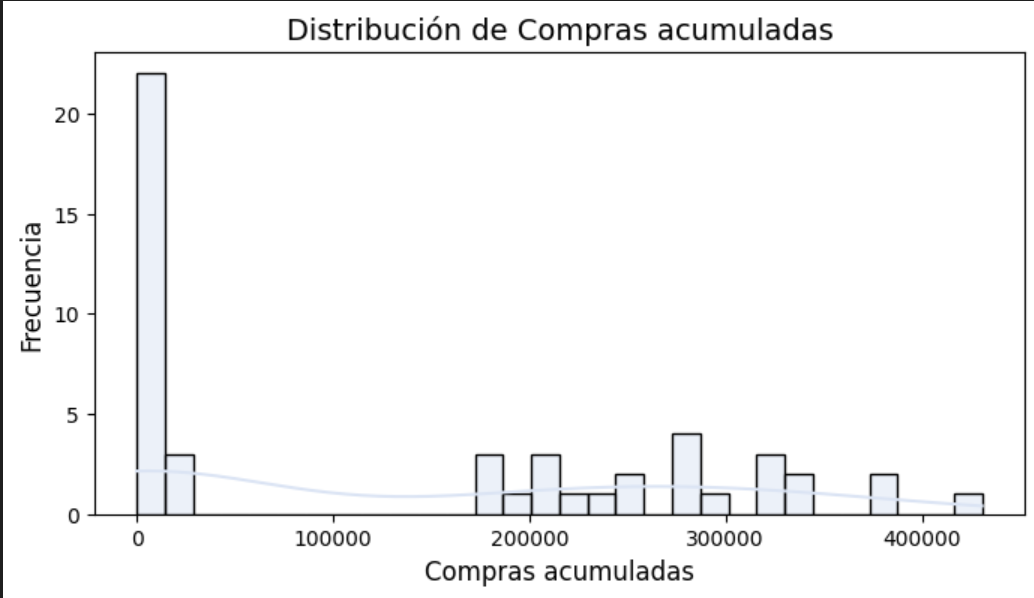 Distribución de Compras acumuladas
20
15
10
5
0
Frecuencia
0 100000 200000 300000 400000
Compras acumuladas